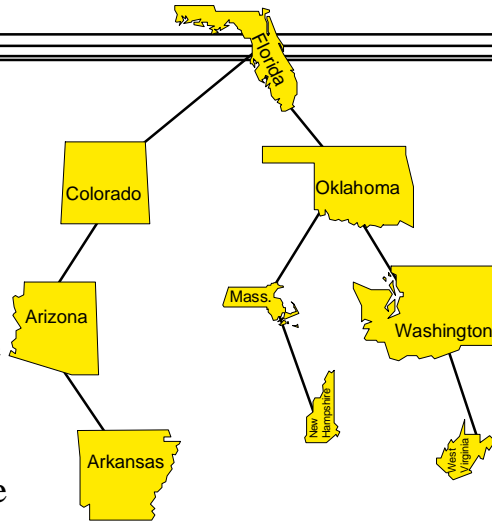 Florida
Colorado
Oklahoma
Mass.
Arizona
Washington
New
Hampshire
West
Virginia
Arkansas
e